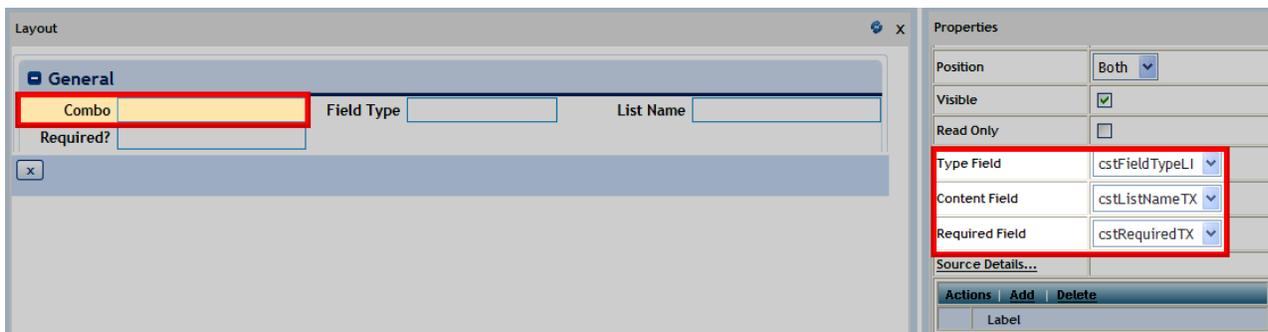 Layout
x
General
Combo
Field Type
List Name
Required?
x
Properties
Position
Both
Visible
Read Only
Type Field
cstFieldTypeLI
Content Field
cstListNameTX
Required Field
cstRequiredTX
Source Details...
Actions | Add | Delete
Label